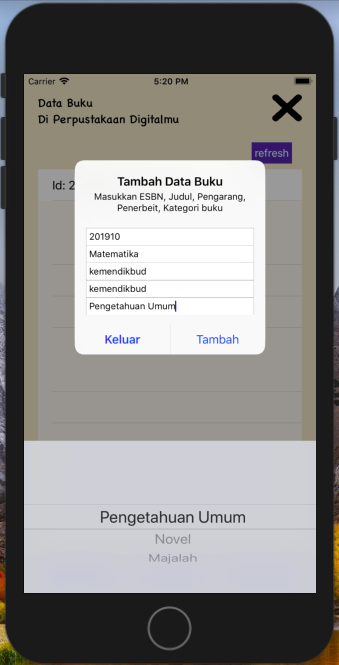 Carrier 5:20 PM
Data Buku
Di Perpustakaan Digitalmu
refresh
Id: 2
Tambah Data Buku
Masukkan ESBN, Judul, Pengarang,
Penerbeit, Kategori buku
201910
Matematika
kemendikbud
kemendikbud
Pengetahuan Umum
Keluar Tambah
Pengetahuan Umum
Novel
Majalah